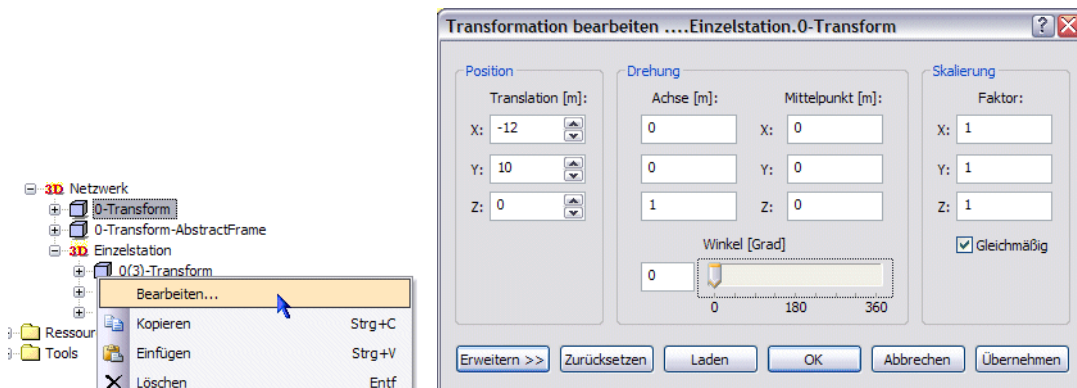 3D Netzwerk
0-Transform
0-Transform-AbstractFrame
3D Einzelstation
0(3)-Transform
Bearbeiten...
Kopieren Strg+C
Einfügen Strg+V
Löschen Entf
Ressour
Tools
Transformation bearbeiten ....Einzelstation.0-Transform
Position
Translation [m]:
X: -12
Y: 10
Z: 0
Drehung
Achse [m]: Mittelpunkt [m]:
0 X: 0
0 Y: 0
1 Z: 0
Winkel [Grad]
0
0 180 360
Skalierung
Faktor:
X: 1
Y: 1
Z: 1
Gleichmäßig
Erweitern >> Zurücksetzen Laden OK Abbrechen Übernehmen